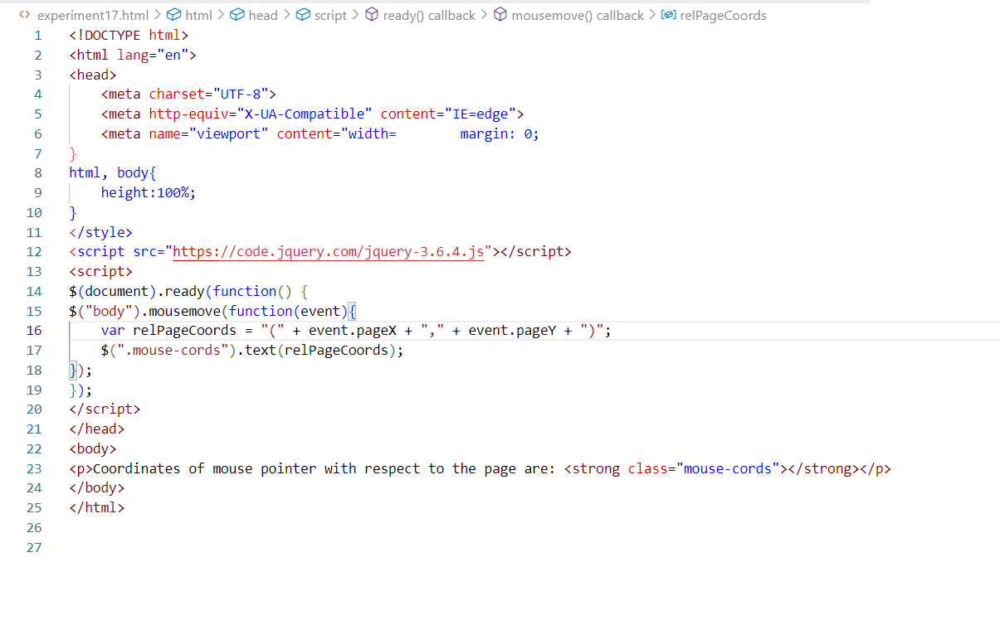 experiment17.html > html > head > script > ready() callback > mousemove() callback > relPageCoords
1 <!DOCTYPE html>
2 <html lang="en">
3 <head>
4     <meta charset="UTF-8">
5     <meta http-equiv="X-UA-Compatible" content="IE=edge">
6     <meta name="viewport" content="width=        margin: 0;
7 }
8 html, body{
9     height:100%;
10 }
11 </style>
12 <script src="https://code.jquery.com/jquery-3.6.4.js"></script>
13 <script>
14 $(document).ready(function() {
15 $("body").mousemove(function(event){
16     var relPageCoords = "(" + event.pageX + "," + event.pageY + ")";
17     $(".mouse-cords").text(relPageCoords);
18 });
19 });
20 </script>
21 </head>
22 <body>
23 <p>Coordinates of mouse pointer with respect to the page are: <strong class="mouse-cords"></strong></p>
24 </body>
25 </html>
26
27